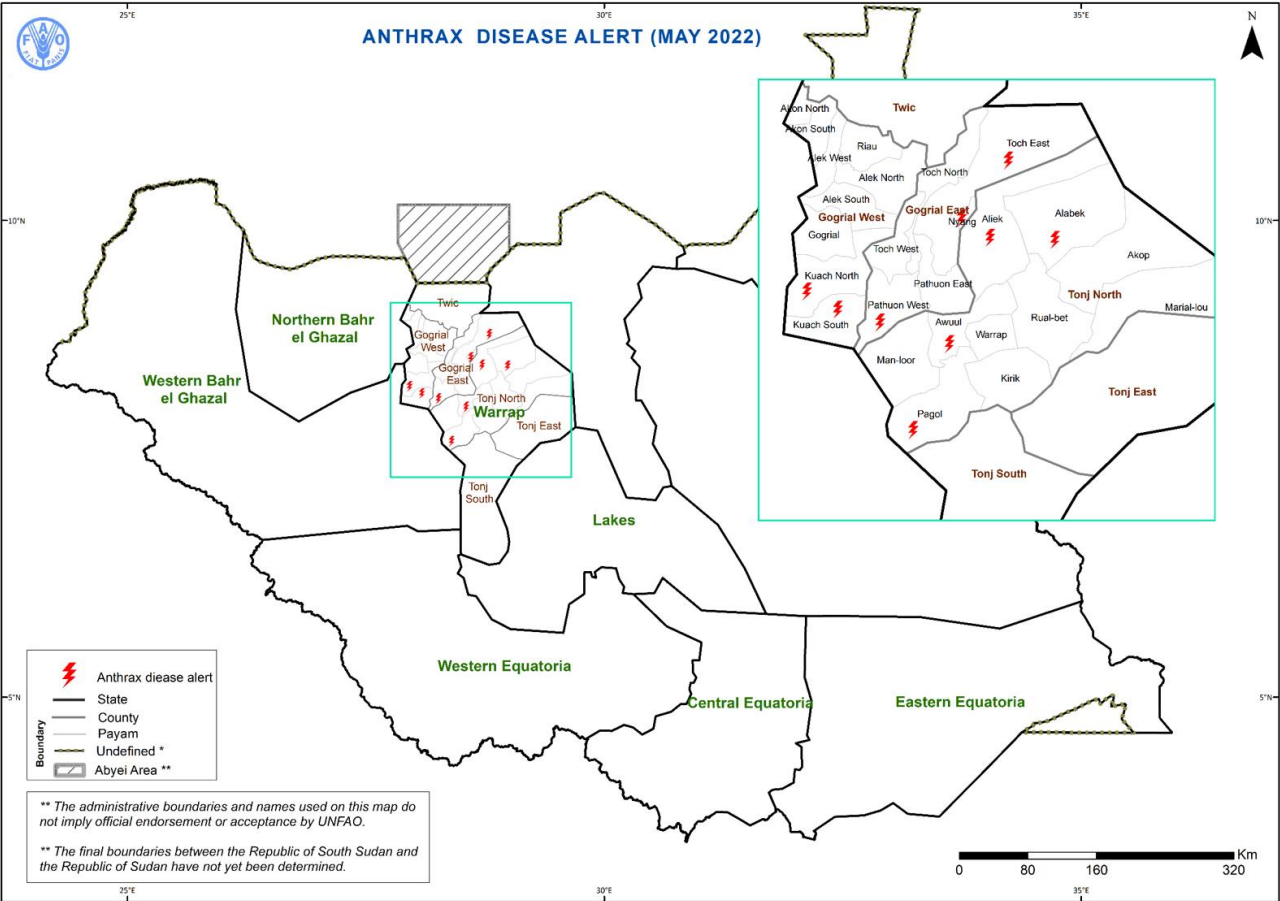 FAO
FIAT PANIS
ANTHRAX DISEASE ALERT (MAY 2022)
N
25°E
30°E
35°E
10°N
10°N
5°N
5°N
25°E
30°E
35°E
Akon North
Akon South
Twic
Riau
Alek West
Alek North
Toch North
Toch East
Alek South
Gogrial West
Gogrial East
Nyang
Aliek
Alabek
Gogrial
Toch West
Akop
Kuach North
Pathuon East
Tonj North
Pathuon West
Marial-lou
Kuach South
Awuul
Rual-bet
Warrap
Man-loor
Kirik
Tonj East
Pagol
Tonj South
Northern Bahr
el Ghazal
Western Bahr
el Ghazal
Twic
Gogrial
West
Gogrial
East
Tonj North
Warrap
Tonj East
Tonj
South
Lakes
Western Equatoria
Central Equatoria
Eastern Equatoria
Anthrax diease alert
Boundary
State
County
Payam
Undefined *
Abyei Area **
** The administrative boundaries and names used on this map do
not imply official endorsement or acceptance by UNFAO.
** The final boundaries between the Republic of South Sudan and
the Republic of Sudan have not yet been determined.
Km
0 80 160 320